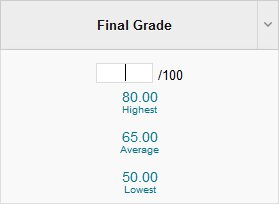 Final Grade
/100
80.00
Highest
65.00
Average
50.00
Lowest